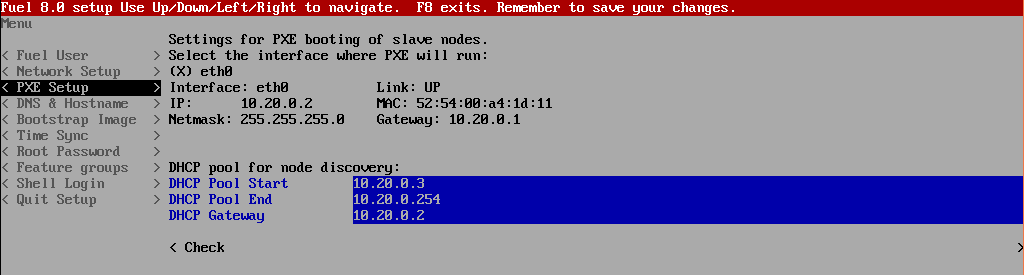 Fuel 8.0 setup Use Up/Down/Left/Right to navigate.  F8 exits. Remember to save your changes.
Menu
Settings for PXE booting of slave nodes.
< Fuel User        > Select the interface where PXE will run:
< Network Setup    > (X) eth0
< PXE Setup        > Interface: eth0           Link: UP
< DNS & Hostname   > IP:      10.20.0.2        MAC: 52:54:00:a4:1d:11
< Bootstrap Image  > Netmask: 255.255.255.0    Gateway: 10.20.0.1
< Time Sync        >
< Root Password    >
< Feature groups   > DHCP pool for node discovery:
< Shell Login      > DHCP Pool Start        10.20.0.3
< Quit Setup       > DHCP Pool End          10.20.0.254
DHCP Gateway           10.20.0.2
< Check >